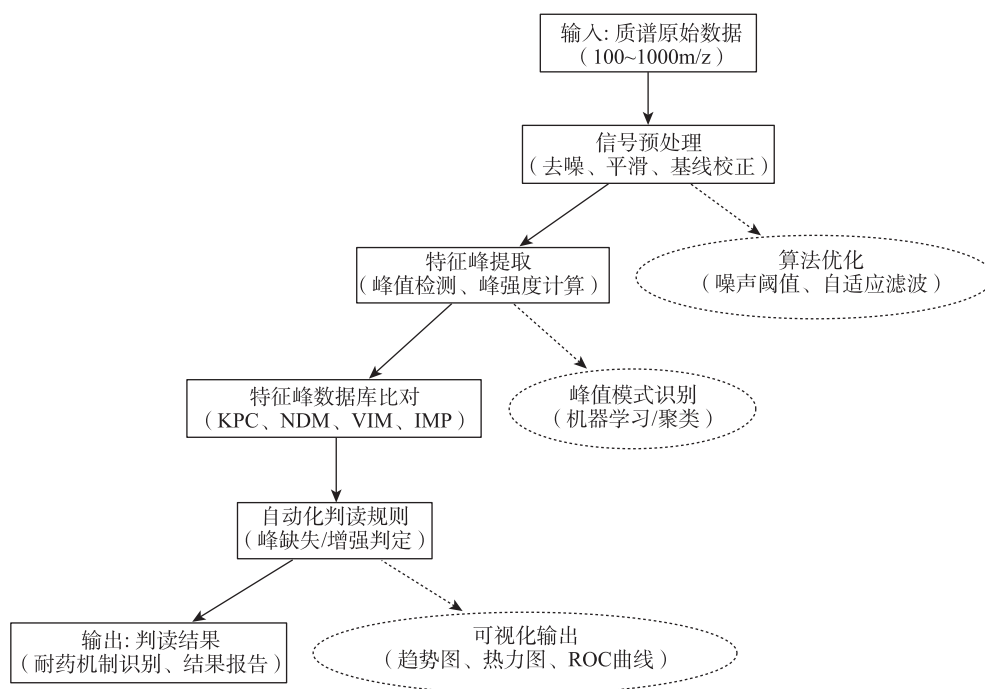 输入: 质谱原始数据
（100~1000m/z）
信号预处理
（去噪、平滑、基线校正）
特征峰提取
（峰值检测、峰强度计算）
算法优化
（噪声阈值、自适应滤波）
特征峰数据库比对
（KPC、NDM、VIM、IMP）
峰值模式识别
（机器学习/聚类）
自动化判读规则
（峰缺失/增强判定）
输出: 判读结果
（耐药机制识别、结果报告）
可视化输出
（趋势图、热力图、ROC曲线）